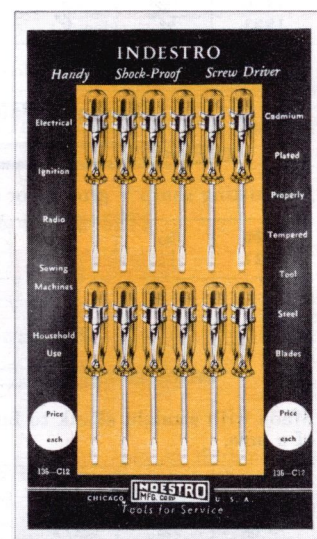 INDESTRO
Handy Shock-Proof Screw Driver
Electrical
Ignition
Radio
Sewing
Machines
Household
Use
Cadmium
Plated
Properly
Tempered
Tool
Steel
Blades
Price
each
Price
each
136-C12
136-C12
CHICAGO INDESTRO MFG. CORP. U. S. A.
Tools for Service